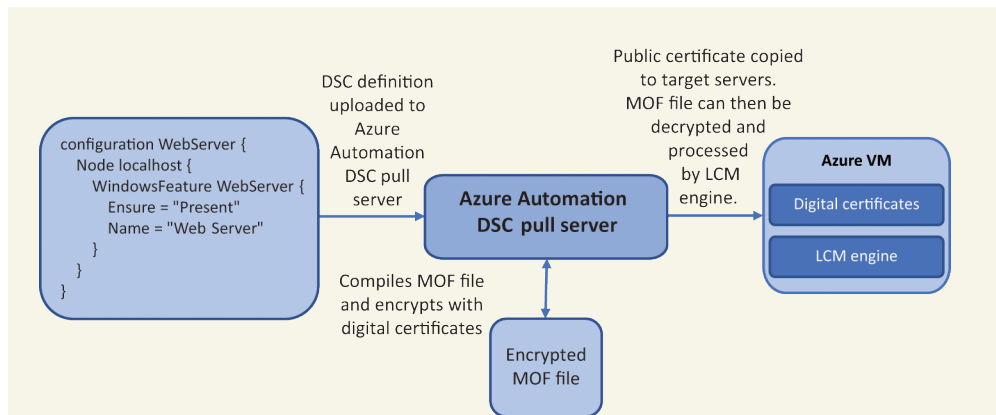 configuration WebServer {
Node localhost {
WindowsFeature WebServer {
Ensure = "Present"
Name = "Web Server"
}
}
}
DSC definition
uploaded to
Azure
Automation
DSC pull
server
Azure Automation
DSC pull server
Compiles MOF file
and encrypts with
digital certificates
Encrypted
MOF file
Public certificate copied
to target servers.
MOF file can then be
decrypted and
processed
by LCM
engine.
Azure VM
Digital certificates
LCM engine